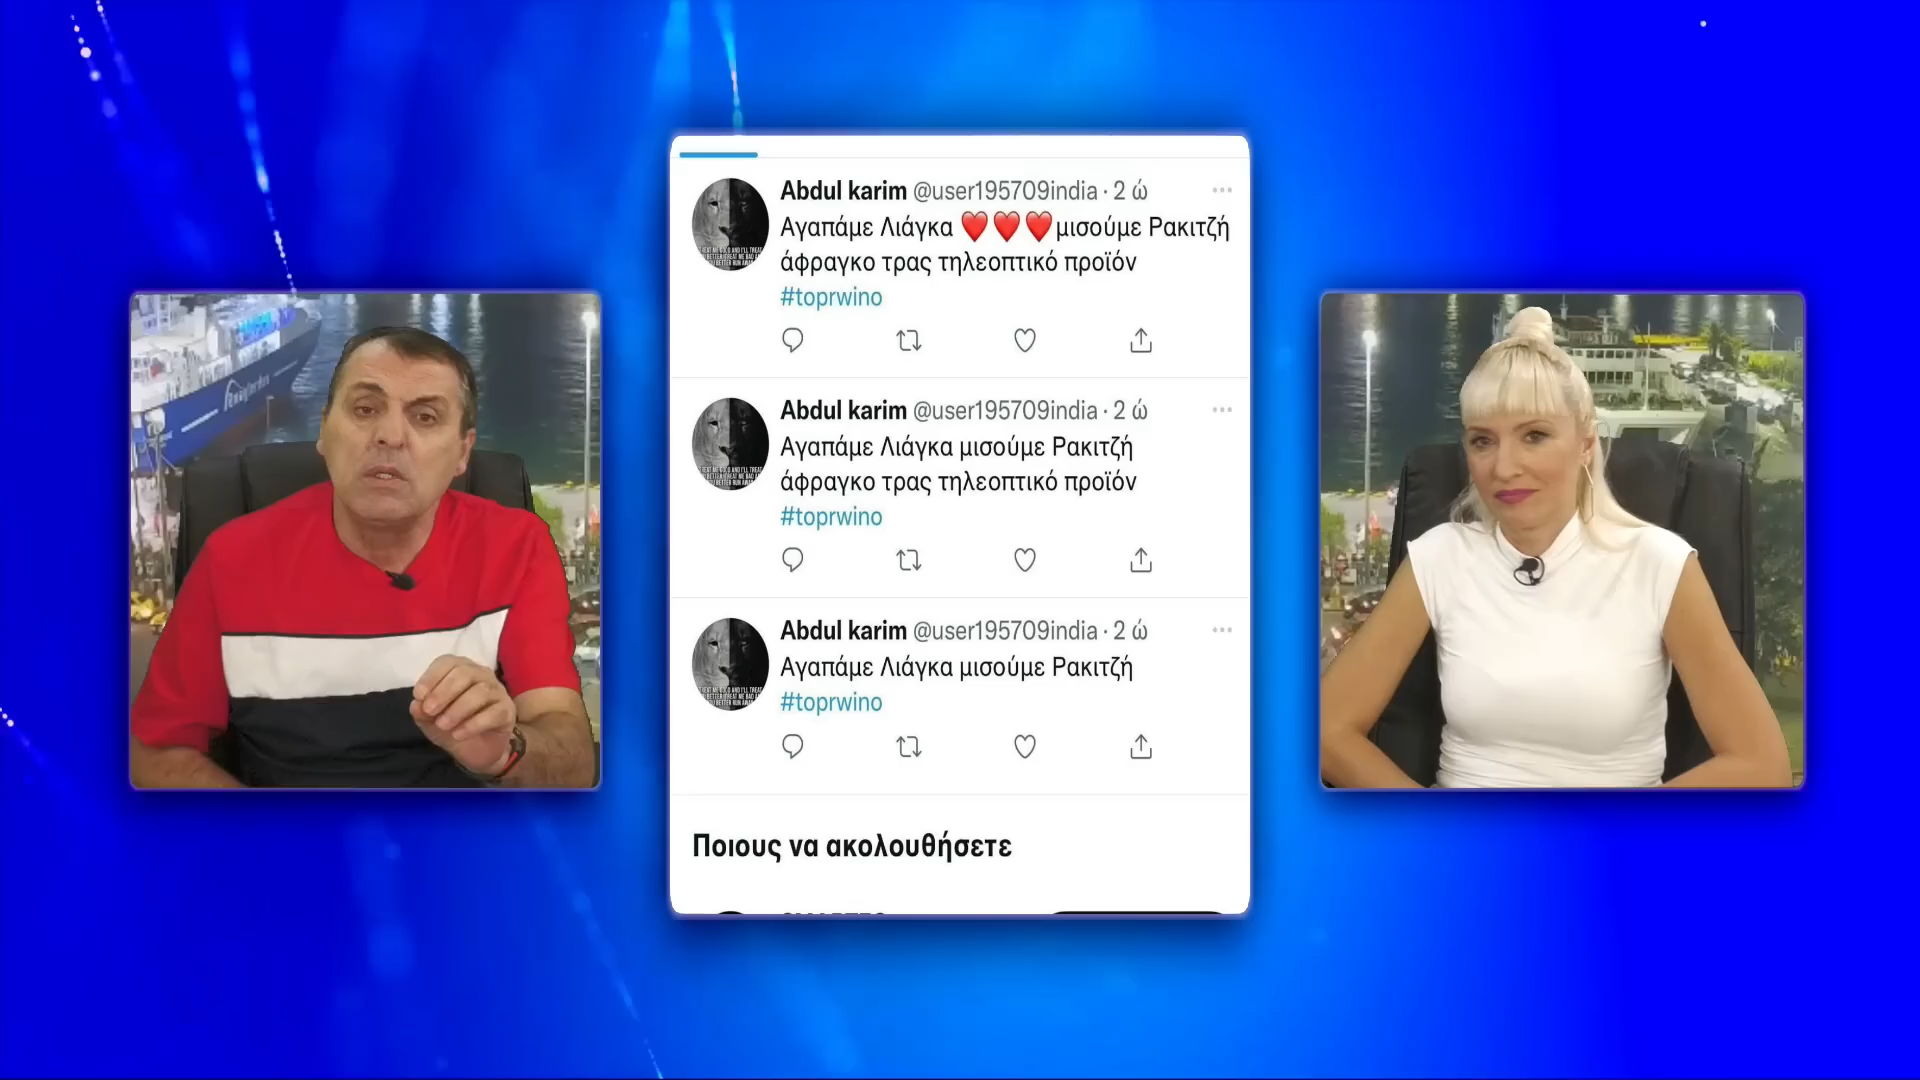 Abdul karim @user195709india · 2 ώ
Αγαπάμε Λιάγκα ❤️❤️❤️μισούμε Ρακιτζή
άφραγκο τρας τηλεοπτικό προϊόν
#toprwino
Abdul karim @user195709india · 2 ώ
Αγαπάμε Λιάγκα μισούμε Ρακιτζή
άφραγκο τρας τηλεοπτικό προϊόν
#toprwino
Abdul karim @user195709india · 2 ώ
Αγαπάμε Λιάγκα μισούμε Ρακιτζή
#toprwino
Ποιους να ακολουθήσετε